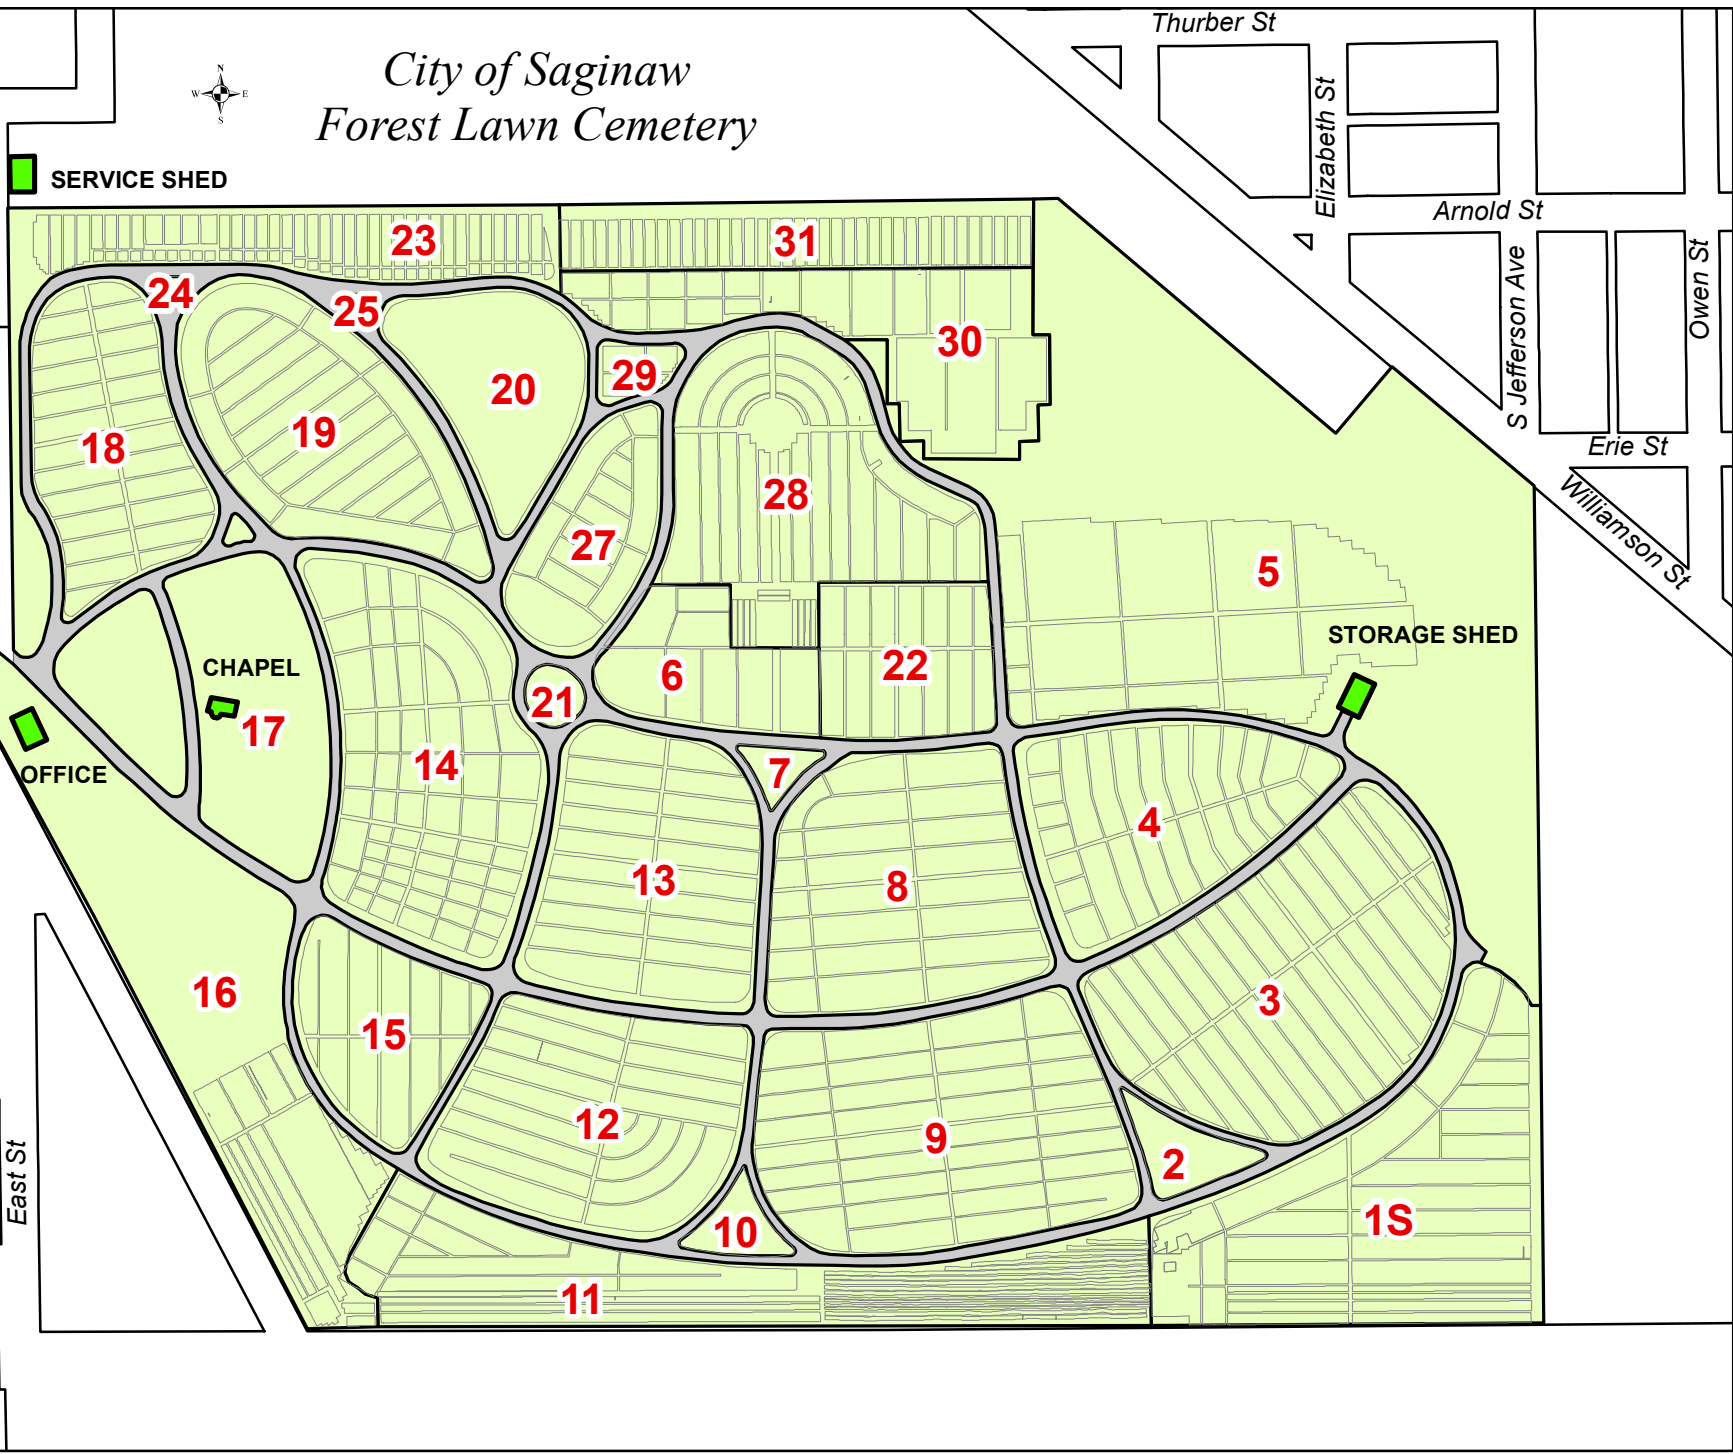 Thurber St
City of Saginaw
Forest Lawn Cemetery
N
W E
S
Elizabeth St
SERVICE SHED
Arnold St
S Jefferson Ave
Owen St
23
31
24
25
30
29
20
19
18
Erie St
Williamson St
28
27
5
STORAGE SHED
CHAPEL
6
22
21
17
OFFICE
14
7
4
13
8
16
3
15
12
9
2
East St
1S
10
11